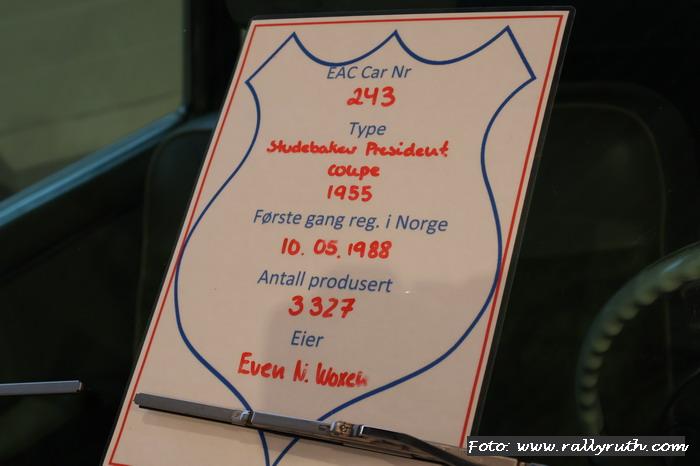 EAC Car Nr
243
Type
Studebaker President
coupe
1955
Første gang reg. i Norge
10.05.1988
Antall produsert
3327
Eier
Even N. Woxen
Foto: www.rallyruth.com